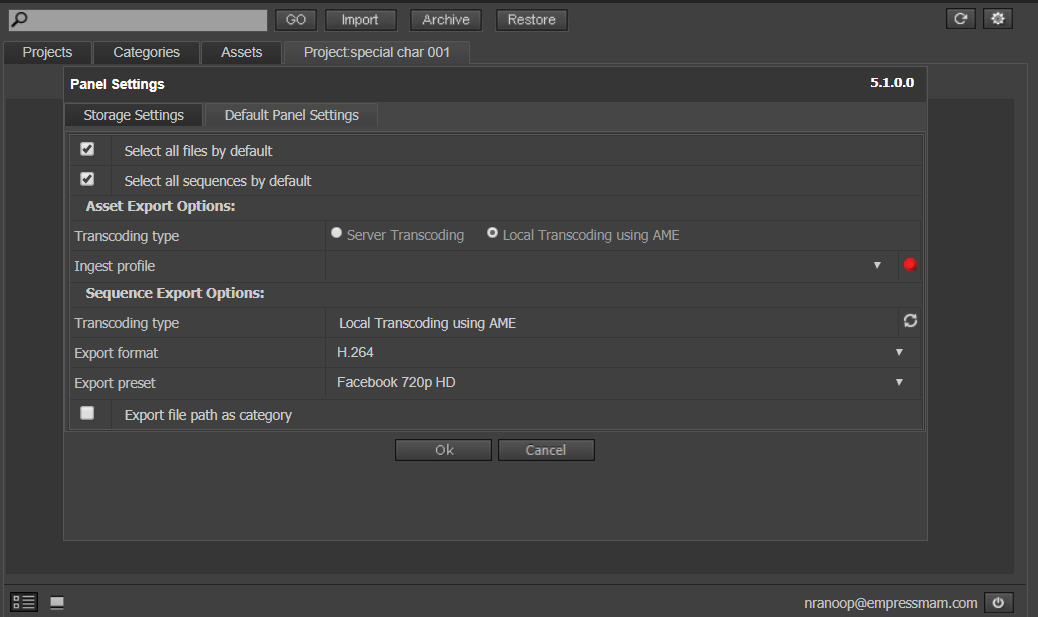 GO Import Archive Restore
Projects Categories Assets Project:special char 001
Panel Settings 5.1.0.0
Storage Settings Default Panel Settings
Select all files by default
Select all sequences by default
Asset Export Options:
Transcoding type Server Transcoding Local Transcoding using AME
Ingest profile
Sequence Export Options:
Transcoding type Local Transcoding using AME
Export format H.264
Export preset Facebook 720p HD
Export file path as category
Ok Cancel
nranoop@empressmam.com